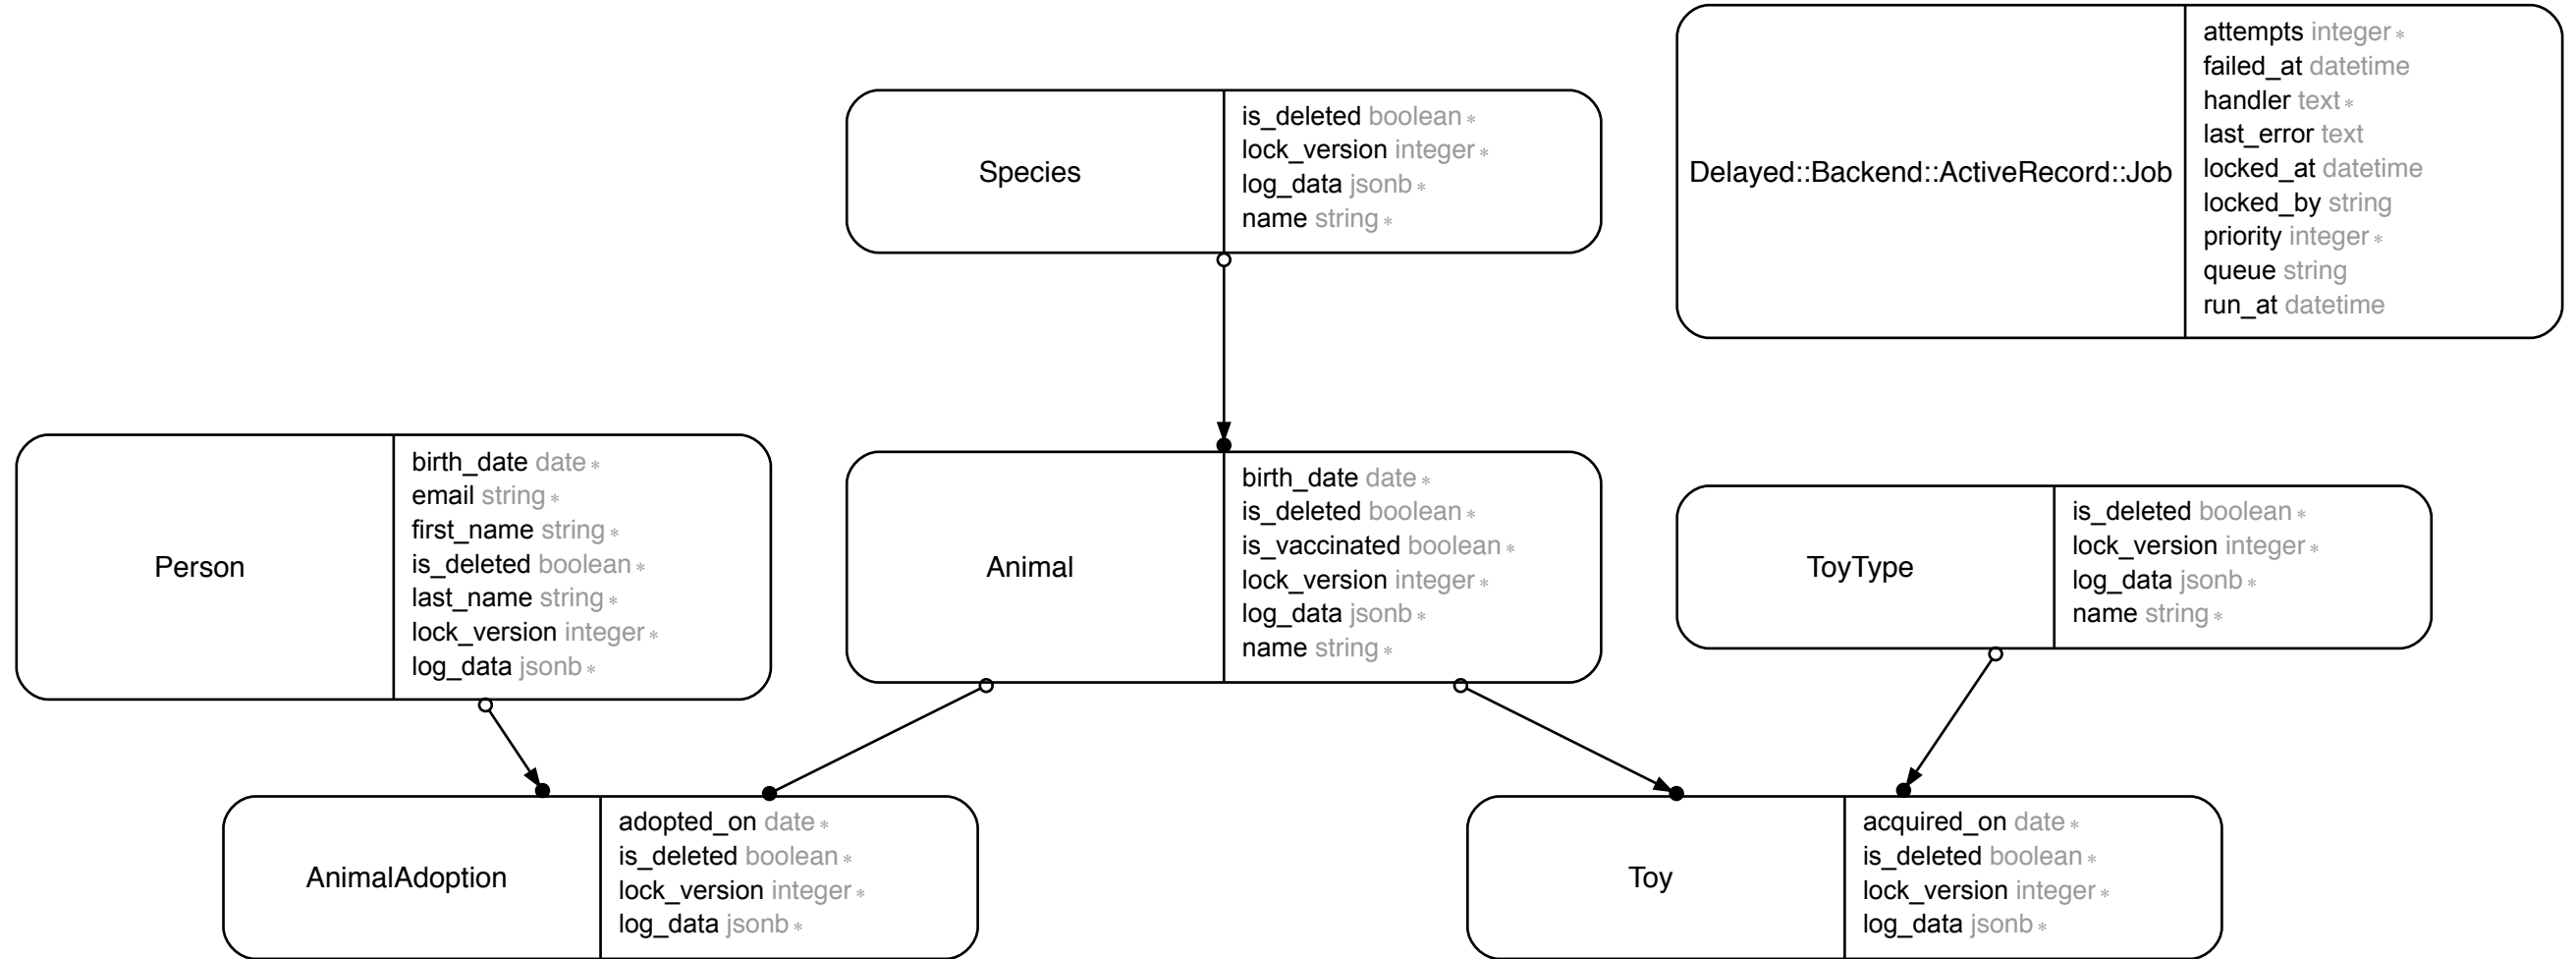 Species
is_deleted boolean *
lock_version integer *
log_data jsonb *
name string *
Delayed::Backend::ActiveRecord::Job
attempts integer *
failed_at datetime
handler text *
last_error text
locked_at datetime
locked_by string
priority integer *
queue string
run_at datetime
Person
birth_date date *
email string *
first_name string *
is_deleted boolean *
last_name string *
lock_version integer *
log_data jsonb *
Animal
birth_date date *
is_deleted boolean *
is_vaccinated boolean *
lock_version integer *
log_data jsonb *
name string *
ToyType
is_deleted boolean *
lock_version integer *
log_data jsonb *
name string *
AnimalAdoption
adopted_on date *
is_deleted boolean *
lock_version integer *
log_data jsonb *
Toy
acquired_on date *
is_deleted boolean *
lock_version integer *
log_data jsonb *